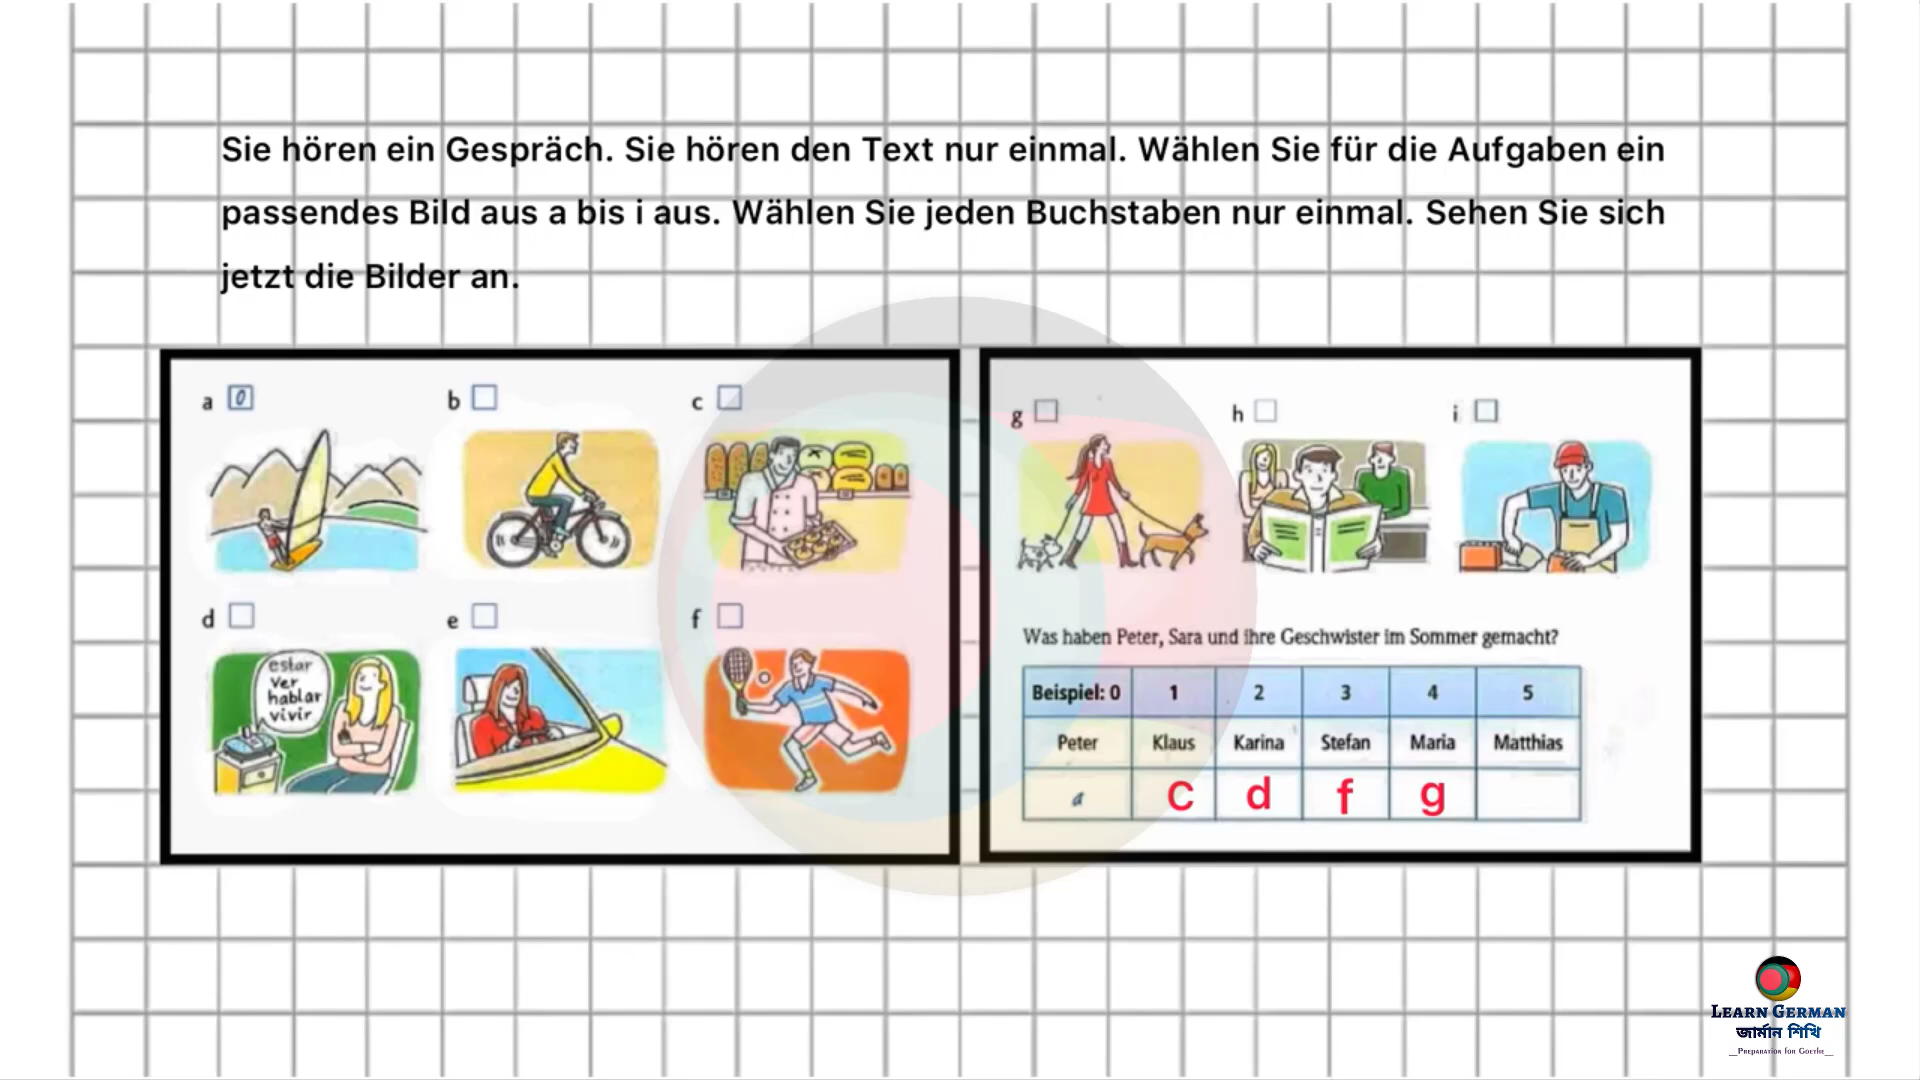 Sie hören ein Gespräch. Sie hören den Text nur einmal. Wählen Sie für die Aufgaben ein
passendes Bild aus a bis i aus. Wählen Sie jeden Buchstaben nur einmal. Sehen Sie sich
jetzt die Bilder an.
a 0 b c
d e f
estar
ver
hablar
vivir
g h i
Was haben Peter, Sara und ihre Geschwister im Sommer gemacht?
Beispiel: 0 1 2 3 4 5
Peter Klaus Karina Stefan Maria Matthias
a c d f g
LEARN GERMAN
জার্মান শিখি
__Preparation for Goethe__